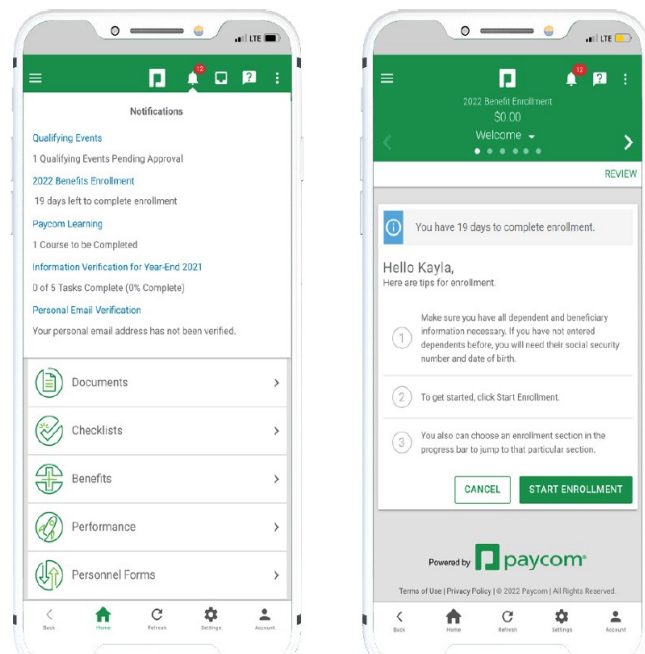 LTE
12
Notifications
Qualifying Events
1 Qualifying Events Pending Approval
2022 Benefits Enrollment
19 days left to complete enrollment
Paycom Learning
1 Course to be Completed
Information Verification for Year-End 2021
0 of 5 Tasks Complete (0% Complete)
Personal Email Verification
Your personal email address has not been verified.
Documents
Checklists
Benefits
Performance
Personnel Forms
Back Home Refresh Settings Account
LTE
12
2022 Benefit Enrollment
$0.00
Welcome
REVIEW
You have 19 days to complete enrollment.
Hello Kayla,
Here are tips for enrollment.
1
Make sure you have all dependent and beneficiary
information necessary. If you have not entered
dependents before, you will need their social security
number and date of birth.
2
To get started, click Start Enrollment.
3
You also can choose an enrollment section in the
progress bar to jump to that particular section.
CANCEL START ENROLLMENT
Powered by paycom
Terms of Use | Privacy Policy | © 2022 Paycom | All Rights Reserved.
Back Home Refresh Settings Account